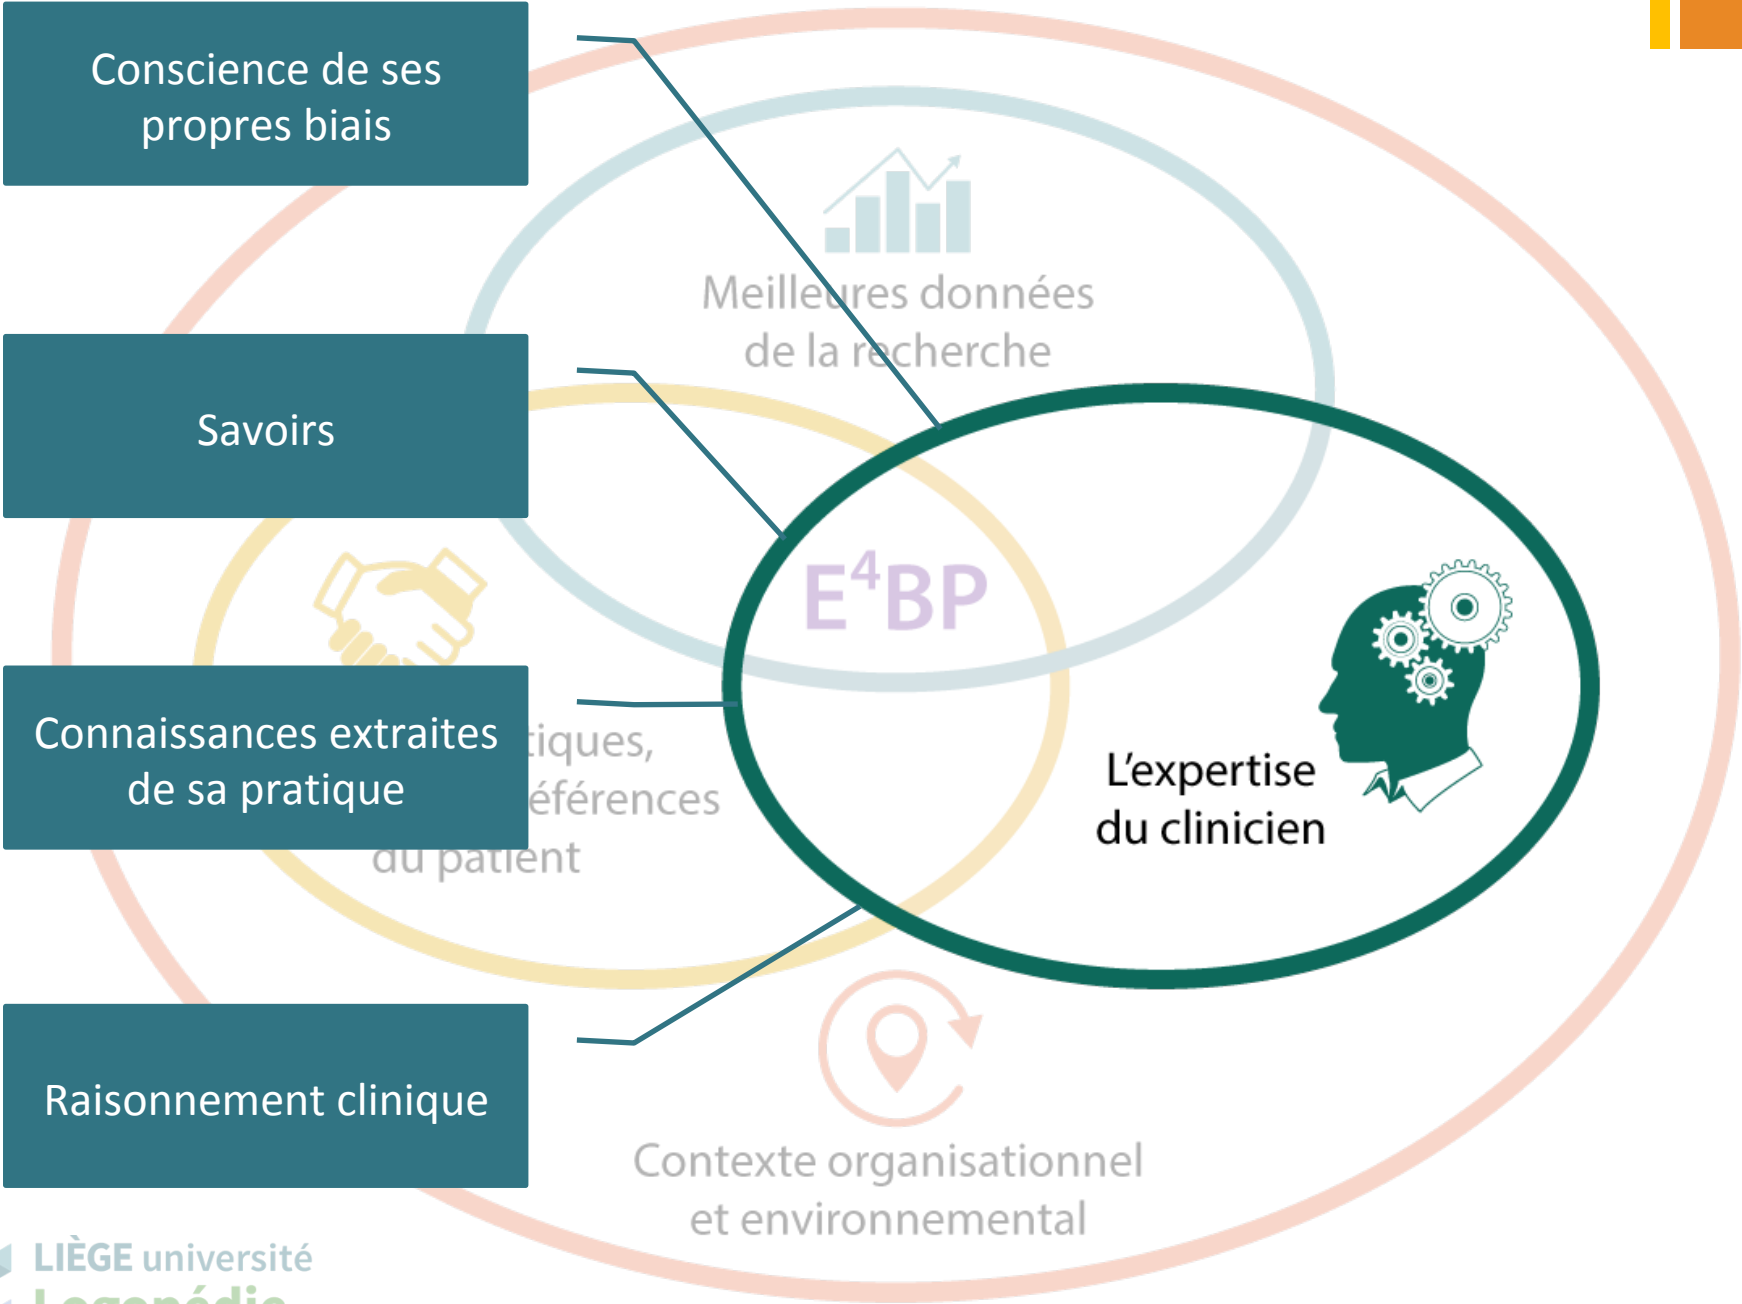 Conscience de ses
propres biais
Meilleures données
de la recherche
Savoirs
E⁴BP
Connaissances extraites
de sa pratique
tiques,
éférences
du patient
L'expertise
du clinicien
Raisonnement clinique
Contexte organisationnel
et environnemental
LIÈGE université
Logopédie